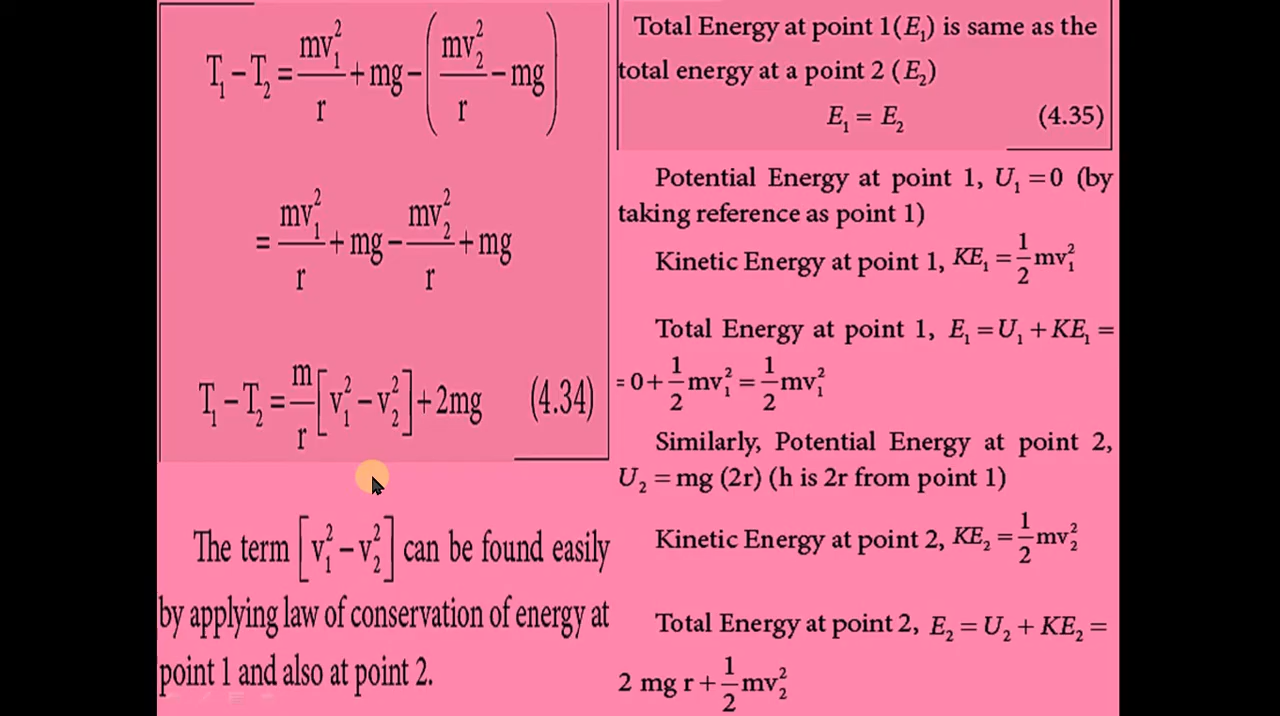 T₁ – T₂ = mv₁²/r + mg – (mv₂²/r – mg)
= mv₁²/r + mg – mv₂²/r + mg
T₁ – T₂ = m/r [v₁² – v₂²] + 2mg (4.34)
The term [v₁² – v₂²] can be found easily
by applying law of conservation of energy at
point 1 and also at point 2.
Total Energy at point 1(E₁) is same as the
total energy at a point 2 (E₂)
E₁ = E₂ (4.35)
Potential Energy at point 1, U₁ = 0 (by
taking reference as point 1)
Kinetic Energy at point 1, KE₁ = 1/2 mv₁²
Total Energy at point 1, E₁ = U₁ + KE₁ =
= 0 + 1/2 mv₁² = 1/2 mv₁²
Similarly, Potential Energy at point 2,
U₂ = mg (2r) (h is 2r from point 1)
Kinetic Energy at point 2, KE₂ = 1/2 mv₂²
Total Energy at point 2, E₂ = U₂ + KE₂ =
2 mg r + 1/2 mv₂²